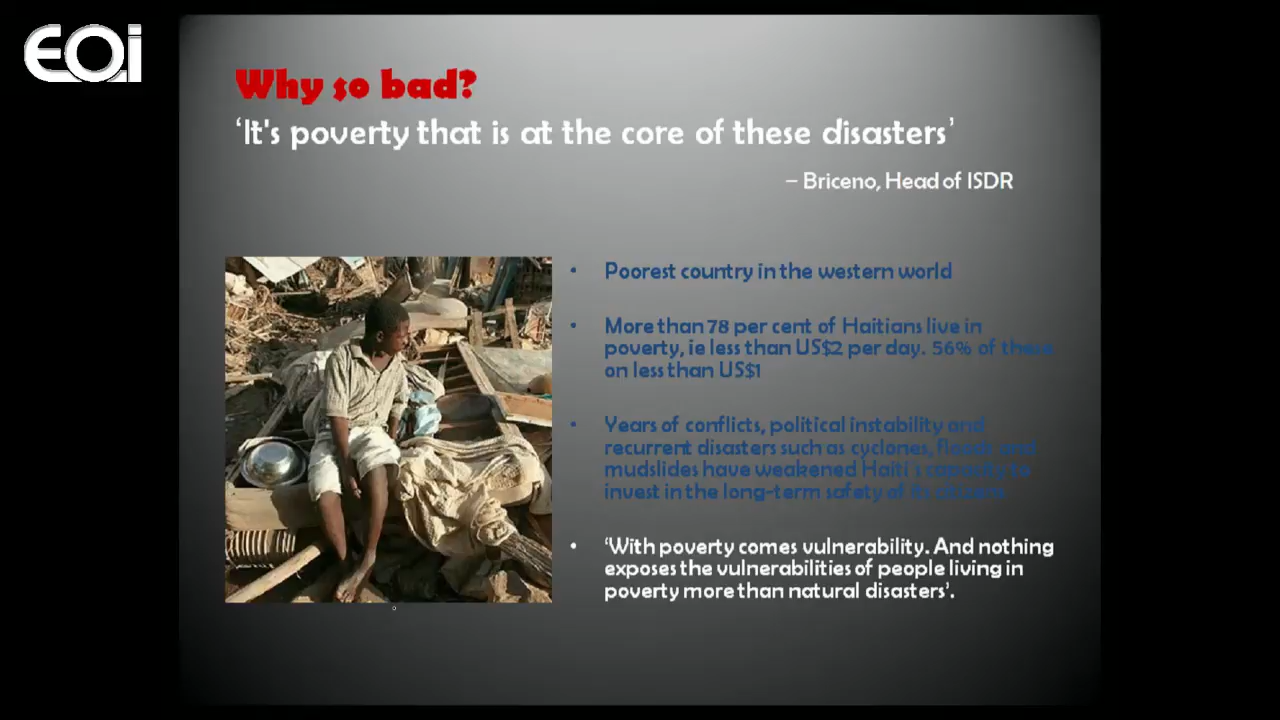 EOi
Why so bad?
‘It's poverty that is at the core of these disasters’
– Briceno, Head of ISDR
• Poorest country in the western world
• More than 78 per cent of Haitians live in
poverty, ie less than US$2 per day. 56% of these
on less than US$1
• Years of conflicts, political instability and
recurrent disasters such as cyclones, floods and
mudslides have weakened Haiti's capacity to
invest in the long-term safety of its citizens
• ‘With poverty comes vulnerability. And nothing
exposes the vulnerabilities of people living in
poverty more than natural disasters’.